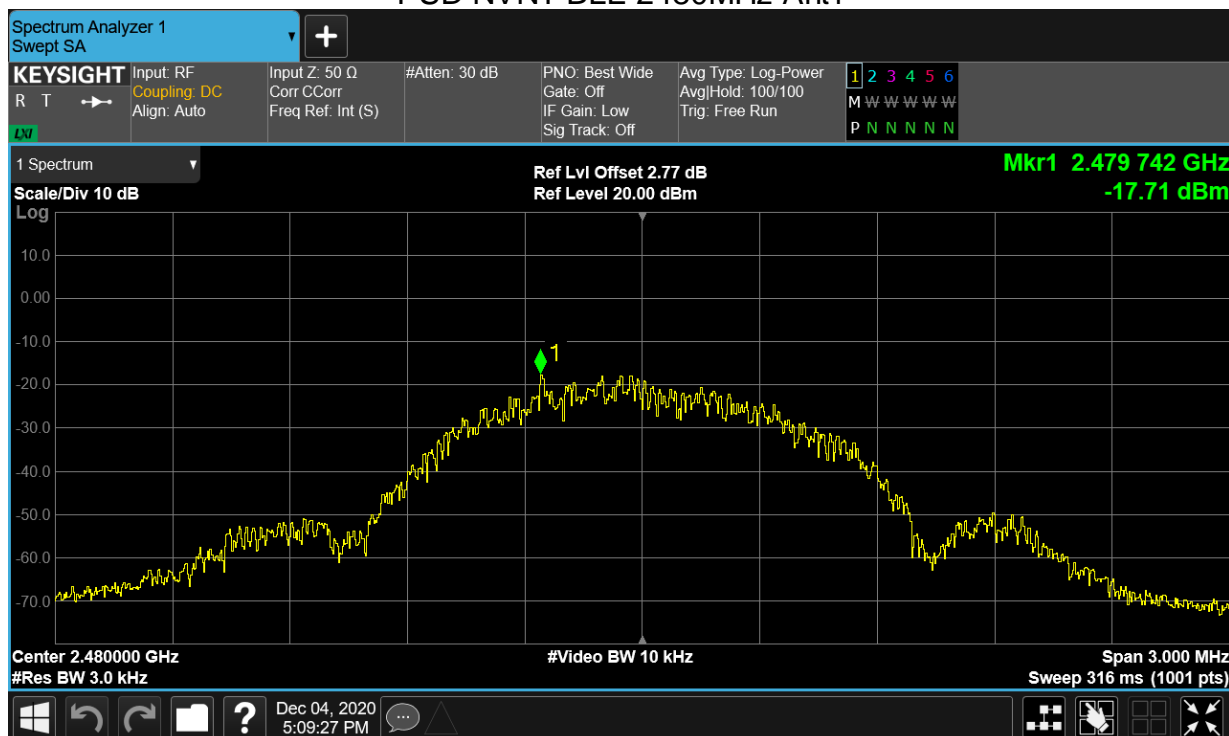 PSD NVNT BLE 2480MHz Ant1
Spectrum Analyzer 1
Swept SA
KEYSIGHT
R T
LXI
Input: RF
Coupling: DC
Align: Auto
Input Z: 50 Ω
Corr CCorr
Freq Ref: Int (S)
#Atten: 30 dB
PNO: Best Wide
Gate: Off
IF Gain: Low
Sig Track: Off
Avg Type: Log-Power
Avg|Hold: 100/100
Trig: Free Run
1 2 3 4 5 6
M W W W W W
P N N N N N
1 Spectrum
Scale/Div 10 dB
Log
Ref Lvl Offset 2.77 dB
Ref Level 20.00 dBm
Mkr1 2.479 742 GHz
-17.71 dBm
10.0
0.00
-10.0
1
-20.0
-30.0
-40.0
-50.0
-60.0
-70.0
Center 2.480000 GHz
#Res BW 3.0 kHz
#Video BW 10 kHz
Span 3.000 MHz
Sweep 316 ms (1001 pts)
?
Dec 04, 2020
5:09:27 PM